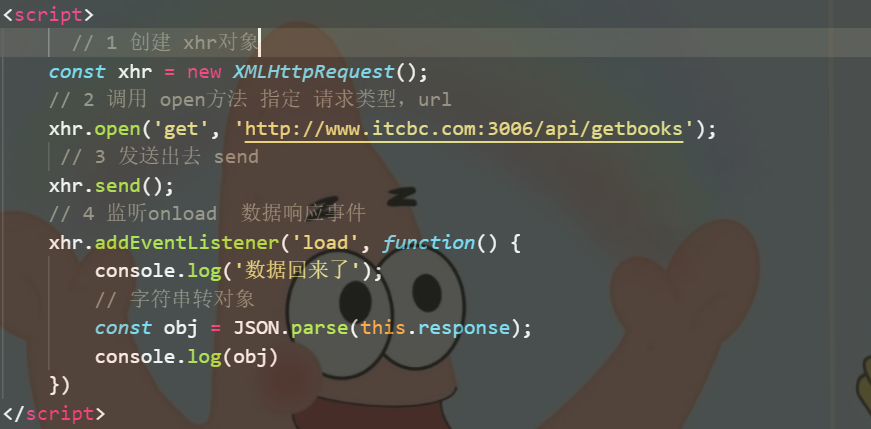 <script>
// 1 创建 xhr对象
const xhr = new XMLHttpRequest();
// 2 调用 open方法 指定 请求类型，url
xhr.open('get', 'http://www.itcbc.com:3006/api/getbooks');
// 3 发送出去 send
xhr.send();
// 4 监听onload  数据响应事件
xhr.addEventListener('load', function() {
console.log('数据回来了');
// 字符串转对象
const obj = JSON.parse(this.response);
console.log(obj)
})
</script>